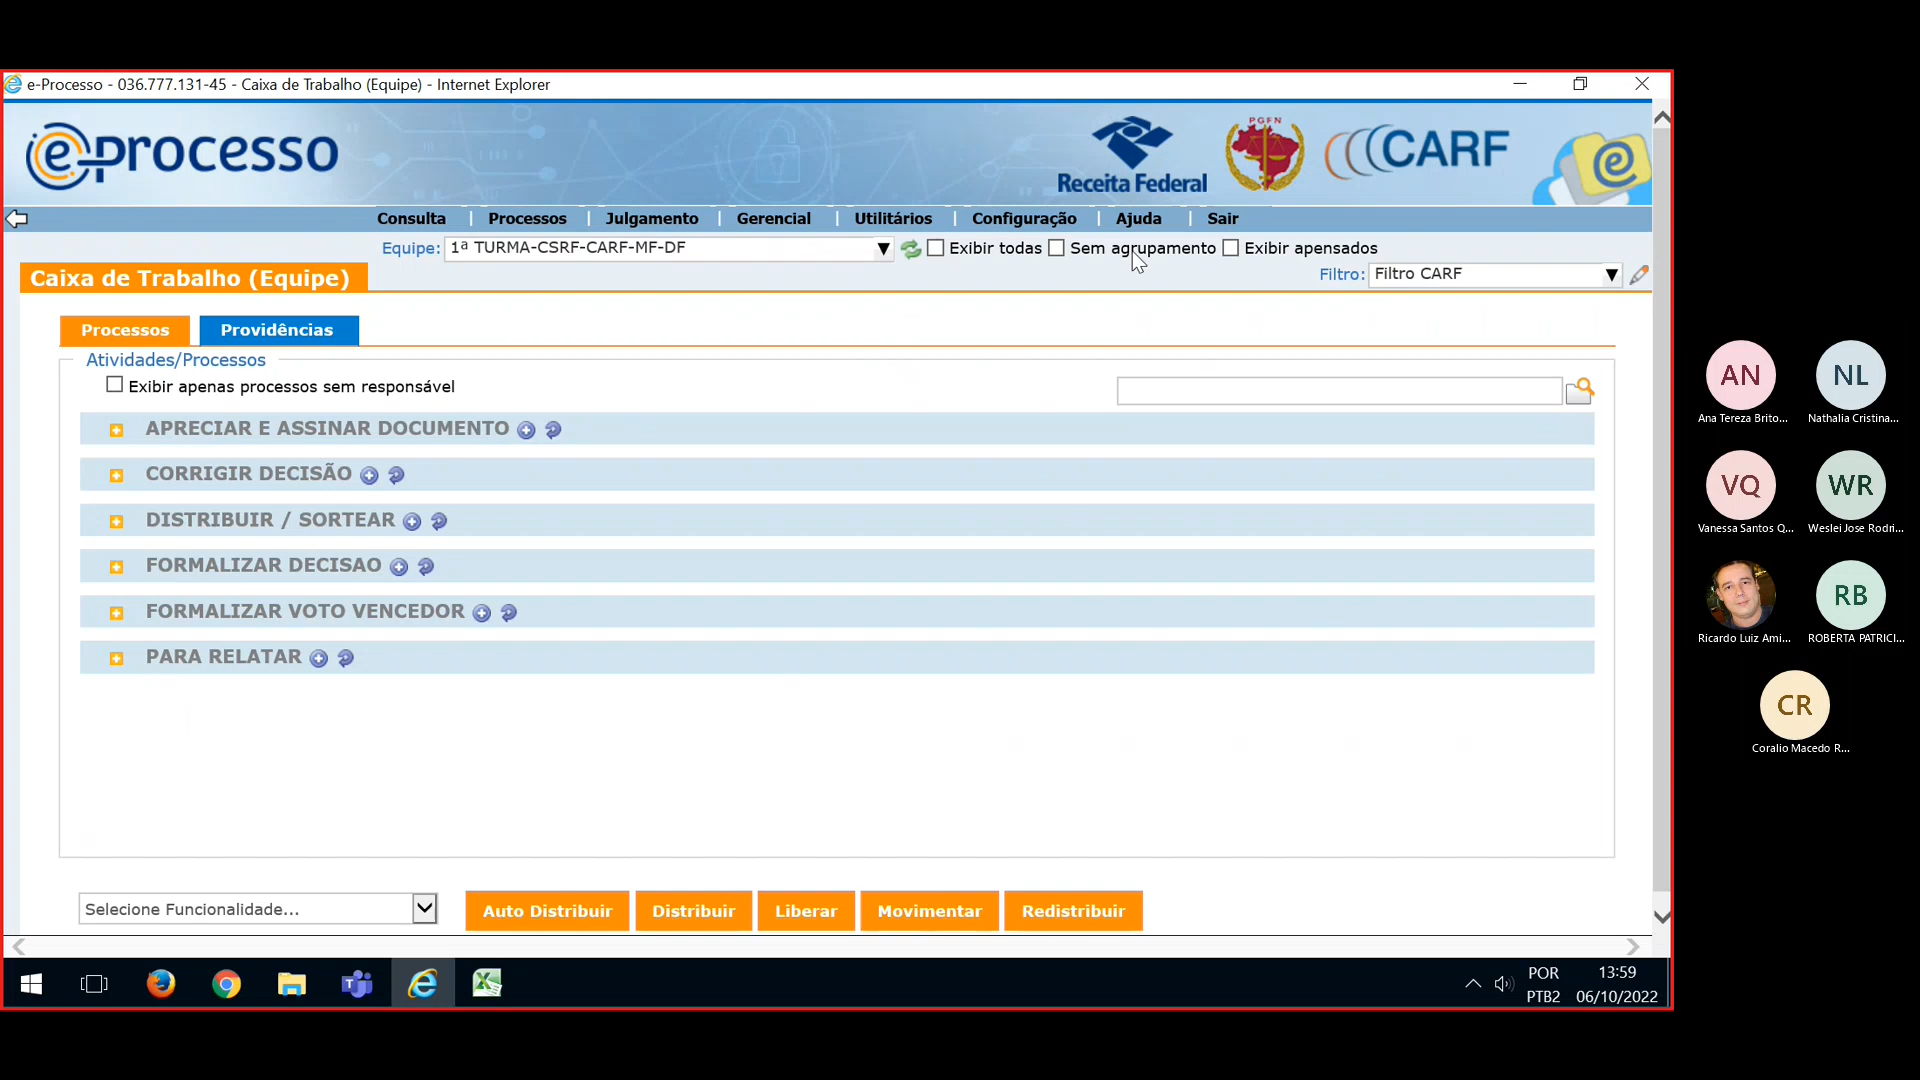 e-Processo - 036.777.131-45 - Caixa de Trabalho (Equipe) - Internet Explorer
e-processo
Receita Federal
PGFN
CARF
e
Consulta | Processos | Julgamento | Gerencial | Utilitários | Configuração | Ajuda | Sair
Equipe: 1ª TURMA-CSRF-CARF-MF-DF Exibir todas Sem agrupamento Exibir apensados
Caixa de Trabalho (Equipe)
Filtro: Filtro CARF
Processos Providências
Atividades/Processos
Exibir apenas processos sem responsável
APRECIAR E ASSINAR DOCUMENTO
CORRIGIR DECISÃO
DISTRIBUIR / SORTEAR
FORMALIZAR DECISAO
FORMALIZAR VOTO VENCEDOR
PARA RELATAR
Selecione Funcionalidade... Auto Distribuir Distribuir Liberar Movimentar Redistribuir
POR 13:59
PTB2 06/10/2022
AN NL
Ana Tereza Brito... Nathalia Cristina...
VQ WR
Vanessa Santos Q... Weslei Jose Rodri...
RB
Ricardo Luiz Ami... ROBERTA PATRICI...
CR
Coralio Macedo R...